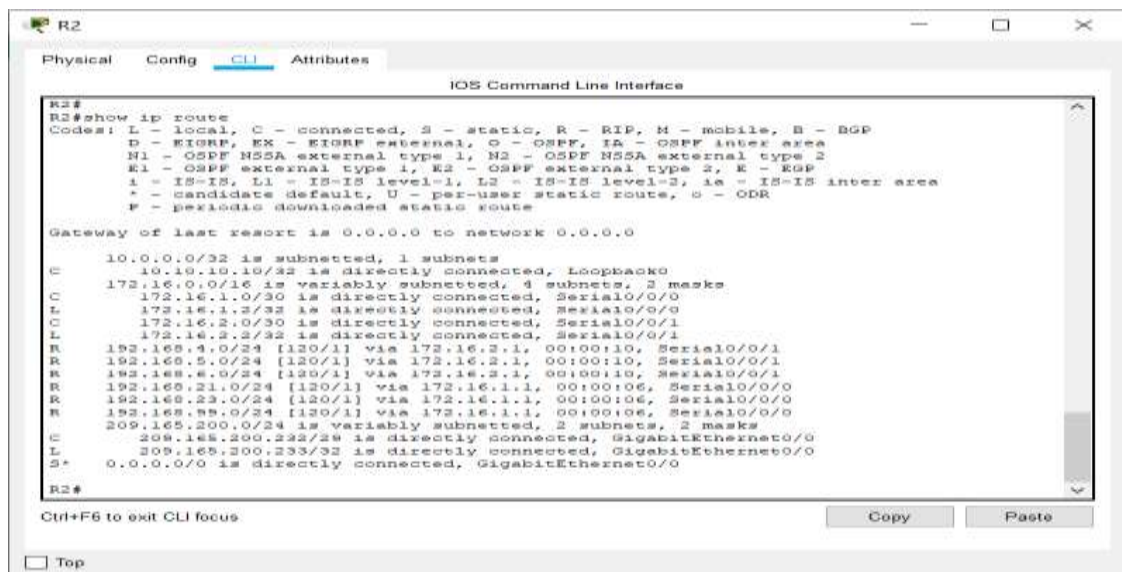 R2
Physical Config CLI Attributes
IOS Command Line Interface
R2#
R2#show ip route
Codes: L - local, C - connected, S - static, R - RIP, M - mobile, B - BGP
D - EIGRP, EX - EIGRP external, O - OSPF, IA - OSPF inter area
N1 - OSPF NSSA external type 1, N2 - OSPF NSSA external type 2
E1 - OSPF external type 1, E2 - OSPF external type 2, E - EGP
i - IS-IS, L1 - IS-IS level-1, L2 - IS-IS level-2, ia - IS-IS inter area
* - candidate default, U - per-user static route, o - ODR
P - periodic downloaded static route
Gateway of last resort is 0.0.0.0 to network 0.0.0.0
10.0.0.0/32 is subnetted, 1 subnets
C 10.10.10.10/32 is directly connected, Loopback0
172.16.0.0/16 is variably subnetted, 4 subnets, 2 masks
C 172.16.1.0/30 is directly connected, Serial0/0/0
L 172.16.1.2/32 is directly connected, Serial0/0/0
C 172.16.2.0/30 is directly connected, Serial0/0/1
L 172.16.2.2/32 is directly connected, Serial0/0/1
R 192.168.4.0/24 [120/1] via 172.16.2.1, 00:00:10, Serial0/0/1
R 192.168.5.0/24 [120/1] via 172.16.2.1, 00:00:10, Serial0/0/1
R 192.168.6.0/24 [120/1] via 172.16.2.1, 00:00:10, Serial0/0/1
R 192.168.21.0/24 [120/1] via 172.16.1.1, 00:00:06, Serial0/0/0
R 192.168.23.0/24 [120/1] via 172.16.1.1, 00:00:06, Serial0/0/0
R 192.168.99.0/24 [120/1] via 172.16.1.1, 00:00:06, Serial0/0/0
209.165.200.0/24 is variably subnetted, 2 subnets, 2 masks
C 209.165.200.232/29 is directly connected, GigabitEthernet0/0
L 209.165.200.233/32 is directly connected, GigabitEthernet0/0
S* 0.0.0.0/0 is directly connected, GigabitEthernet0/0
R2#
Ctrl+F6 to exit CLI focus
Copy Paste
Top